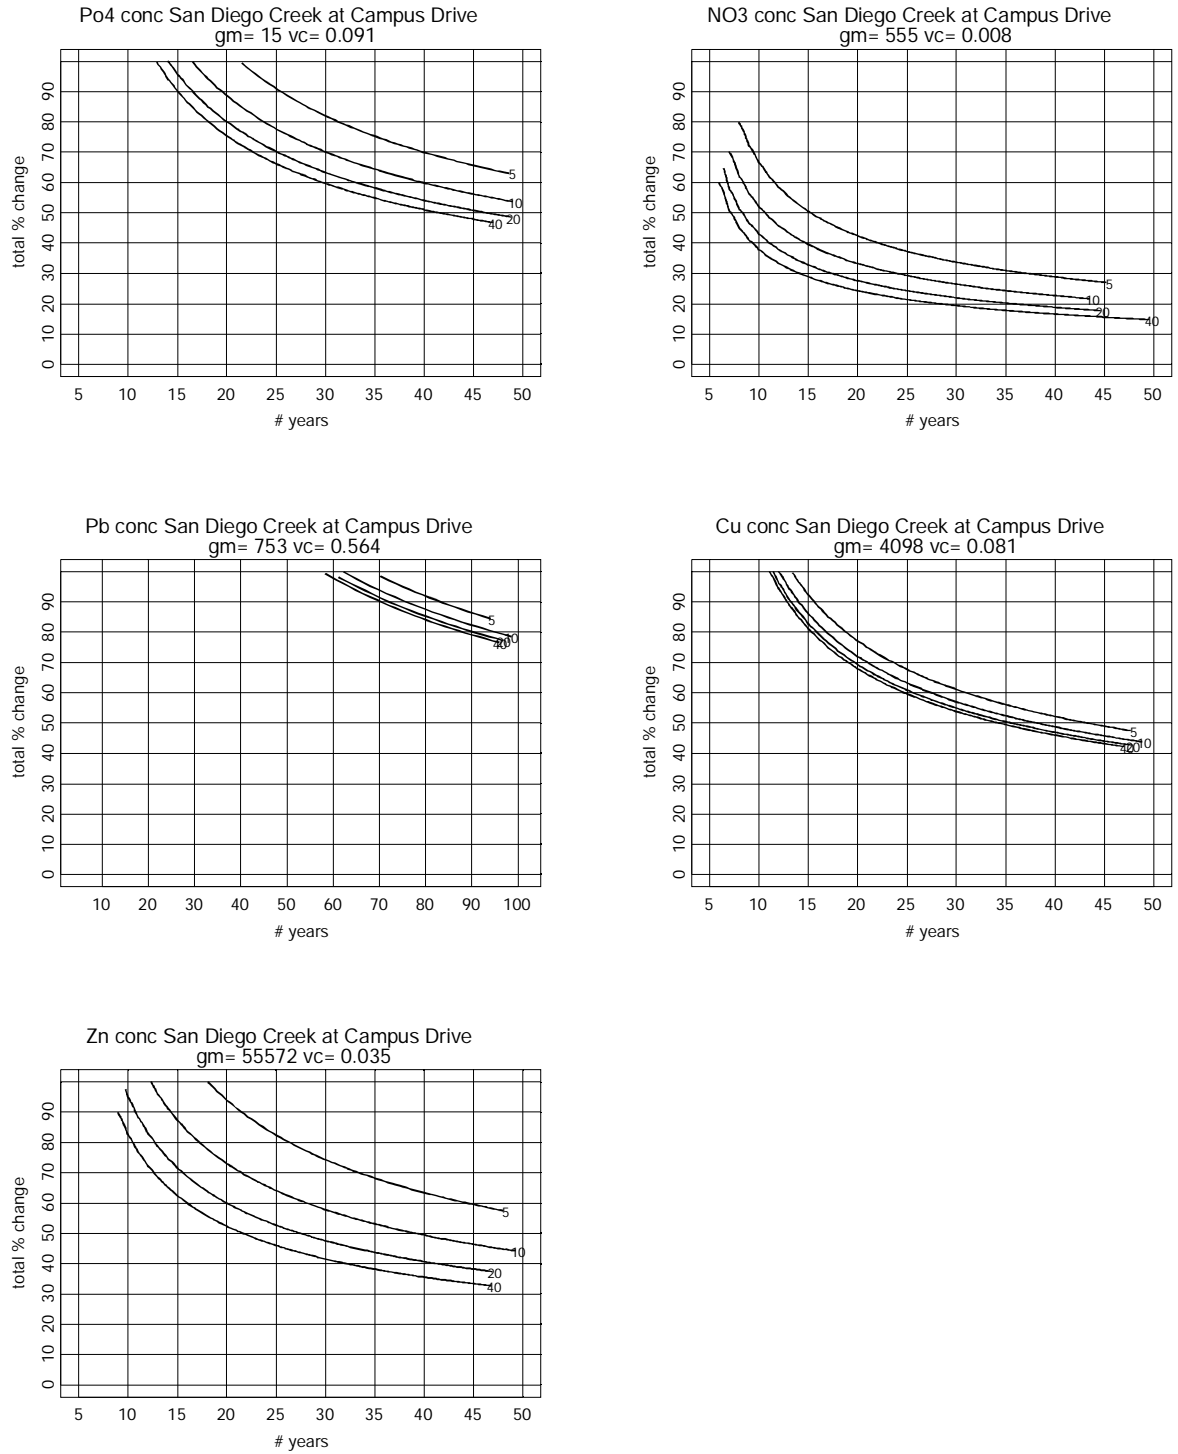 Po4 conc San Diego Creek at Campus Drive
gm= 15 vc= 0.091
total % change
0 10 20 30 40 50 60 70 80 90
5
10
20
40
5 10 15 20 25 30 35 40 45 50
# years
NO3 conc San Diego Creek at Campus Drive
gm= 555 vc= 0.008
total % change
0 10 20 30 40 50 60 70 80 90
5
10
20
40
5 10 15 20 25 30 35 40 45 50
# years
Pb conc San Diego Creek at Campus Drive
gm= 753 vc= 0.564
total % change
0 10 20 30 40 50 60 70 80 90
5
10
20
40
10 20 30 40 50 60 70 80 90 100
# years
Cu conc San Diego Creek at Campus Drive
gm= 4098 vc= 0.081
total % change
0 10 20 30 40 50 60 70 80 90
5
10
20
40
5 10 15 20 25 30 35 40 45 50
# years
Zn conc San Diego Creek at Campus Drive
gm= 55572 vc= 0.035
total % change
0 10 20 30 40 50 60 70 80 90
5
10
20
40
5 10 15 20 25 30 35 40 45 50
# years